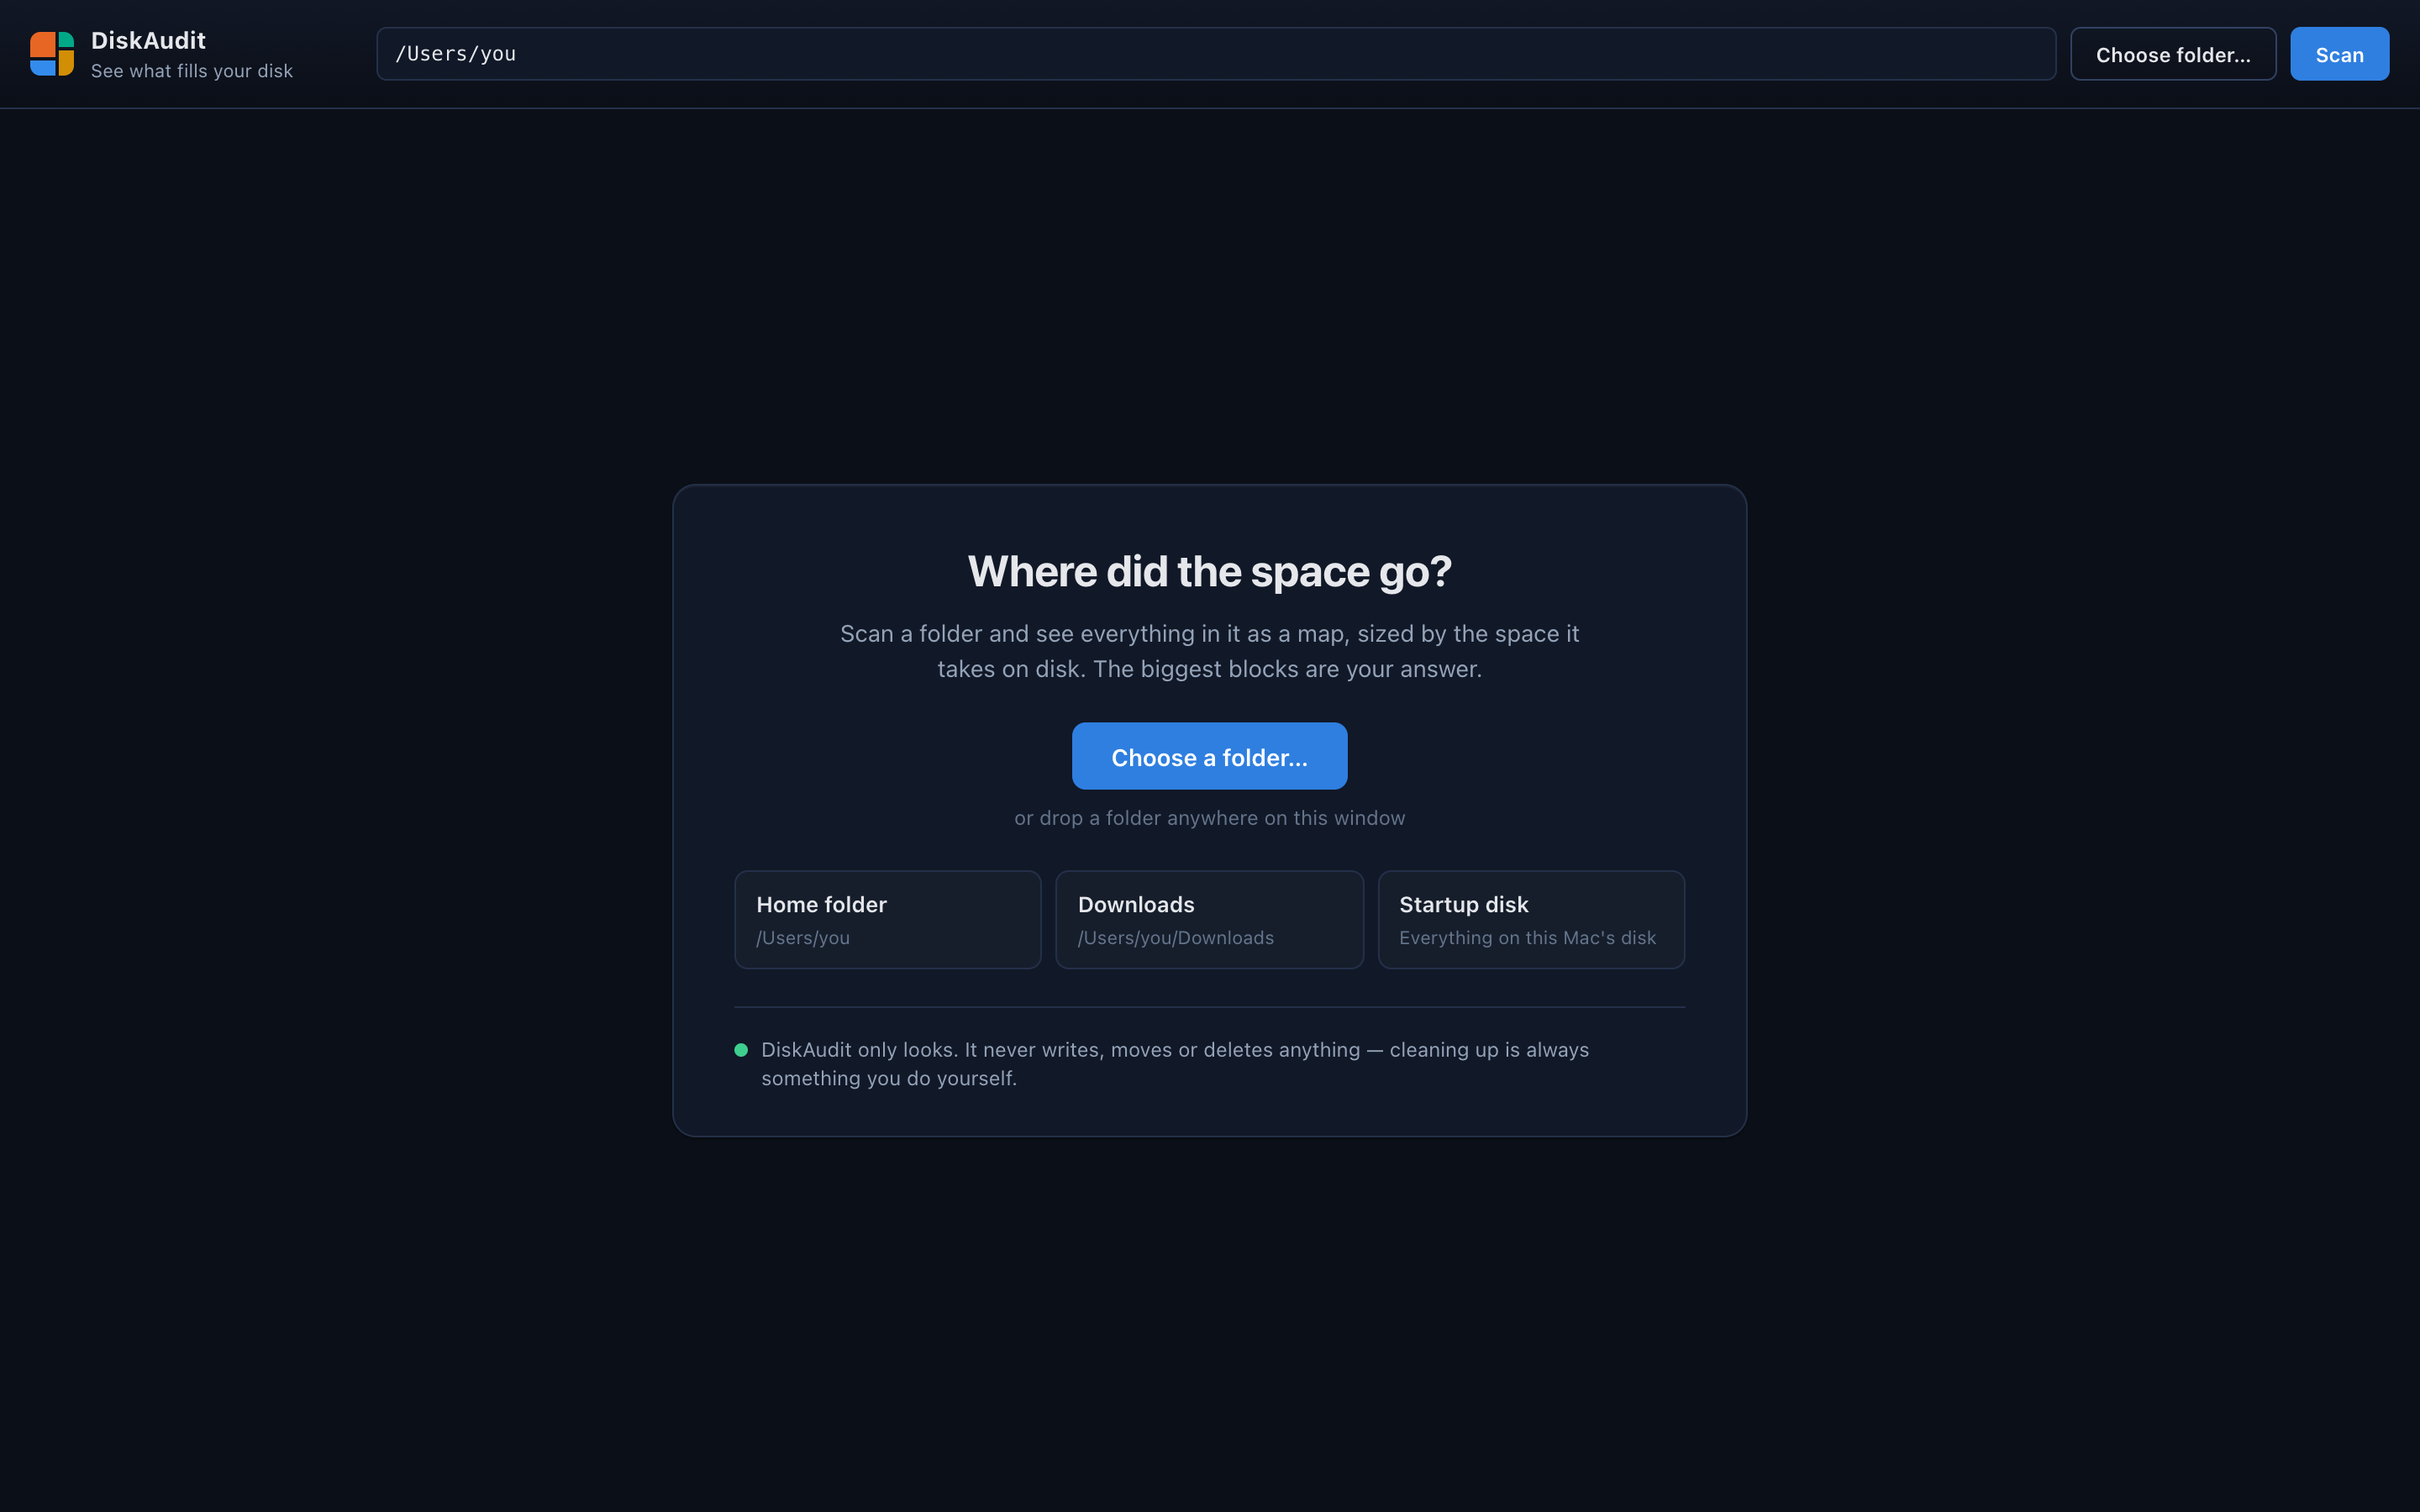 DiskAudit
See what fills your disk
/Users/you
Choose folder...
Scan
Where did the space go?
Scan a folder and see everything in it as a map, sized by the space it
takes on disk. The biggest blocks are your answer.
Choose a folder...
or drop a folder anywhere on this window
Home folder
/Users/you
Downloads
/Users/you/Downloads
Startup disk
Everything on this Mac's disk
DiskAudit only looks. It never writes, moves or deletes anything — cleaning up is always
something you do yourself.